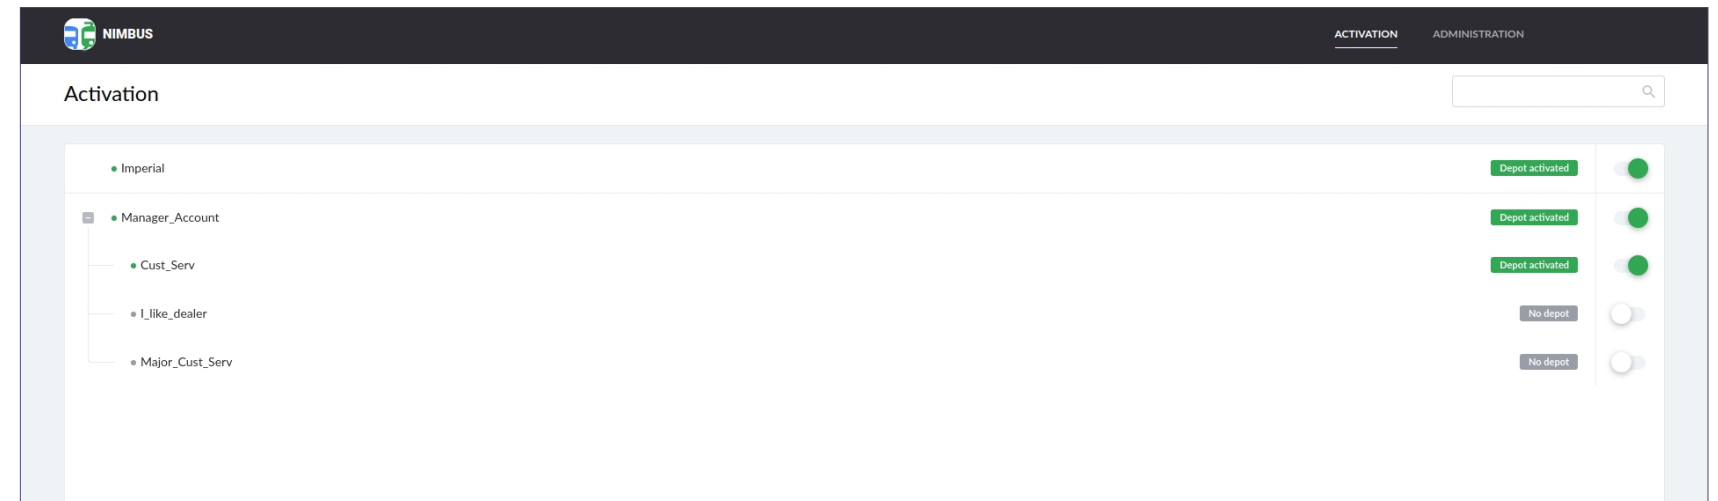 NIMBUS
ACTIVATION
ADMINISTRATION
Activation
Imperial
Depot activated
Manager_Account
Depot activated
Cust_Serv
Depot activated
I_like_dealer
No depot
Major_Cust_Serv
No depot